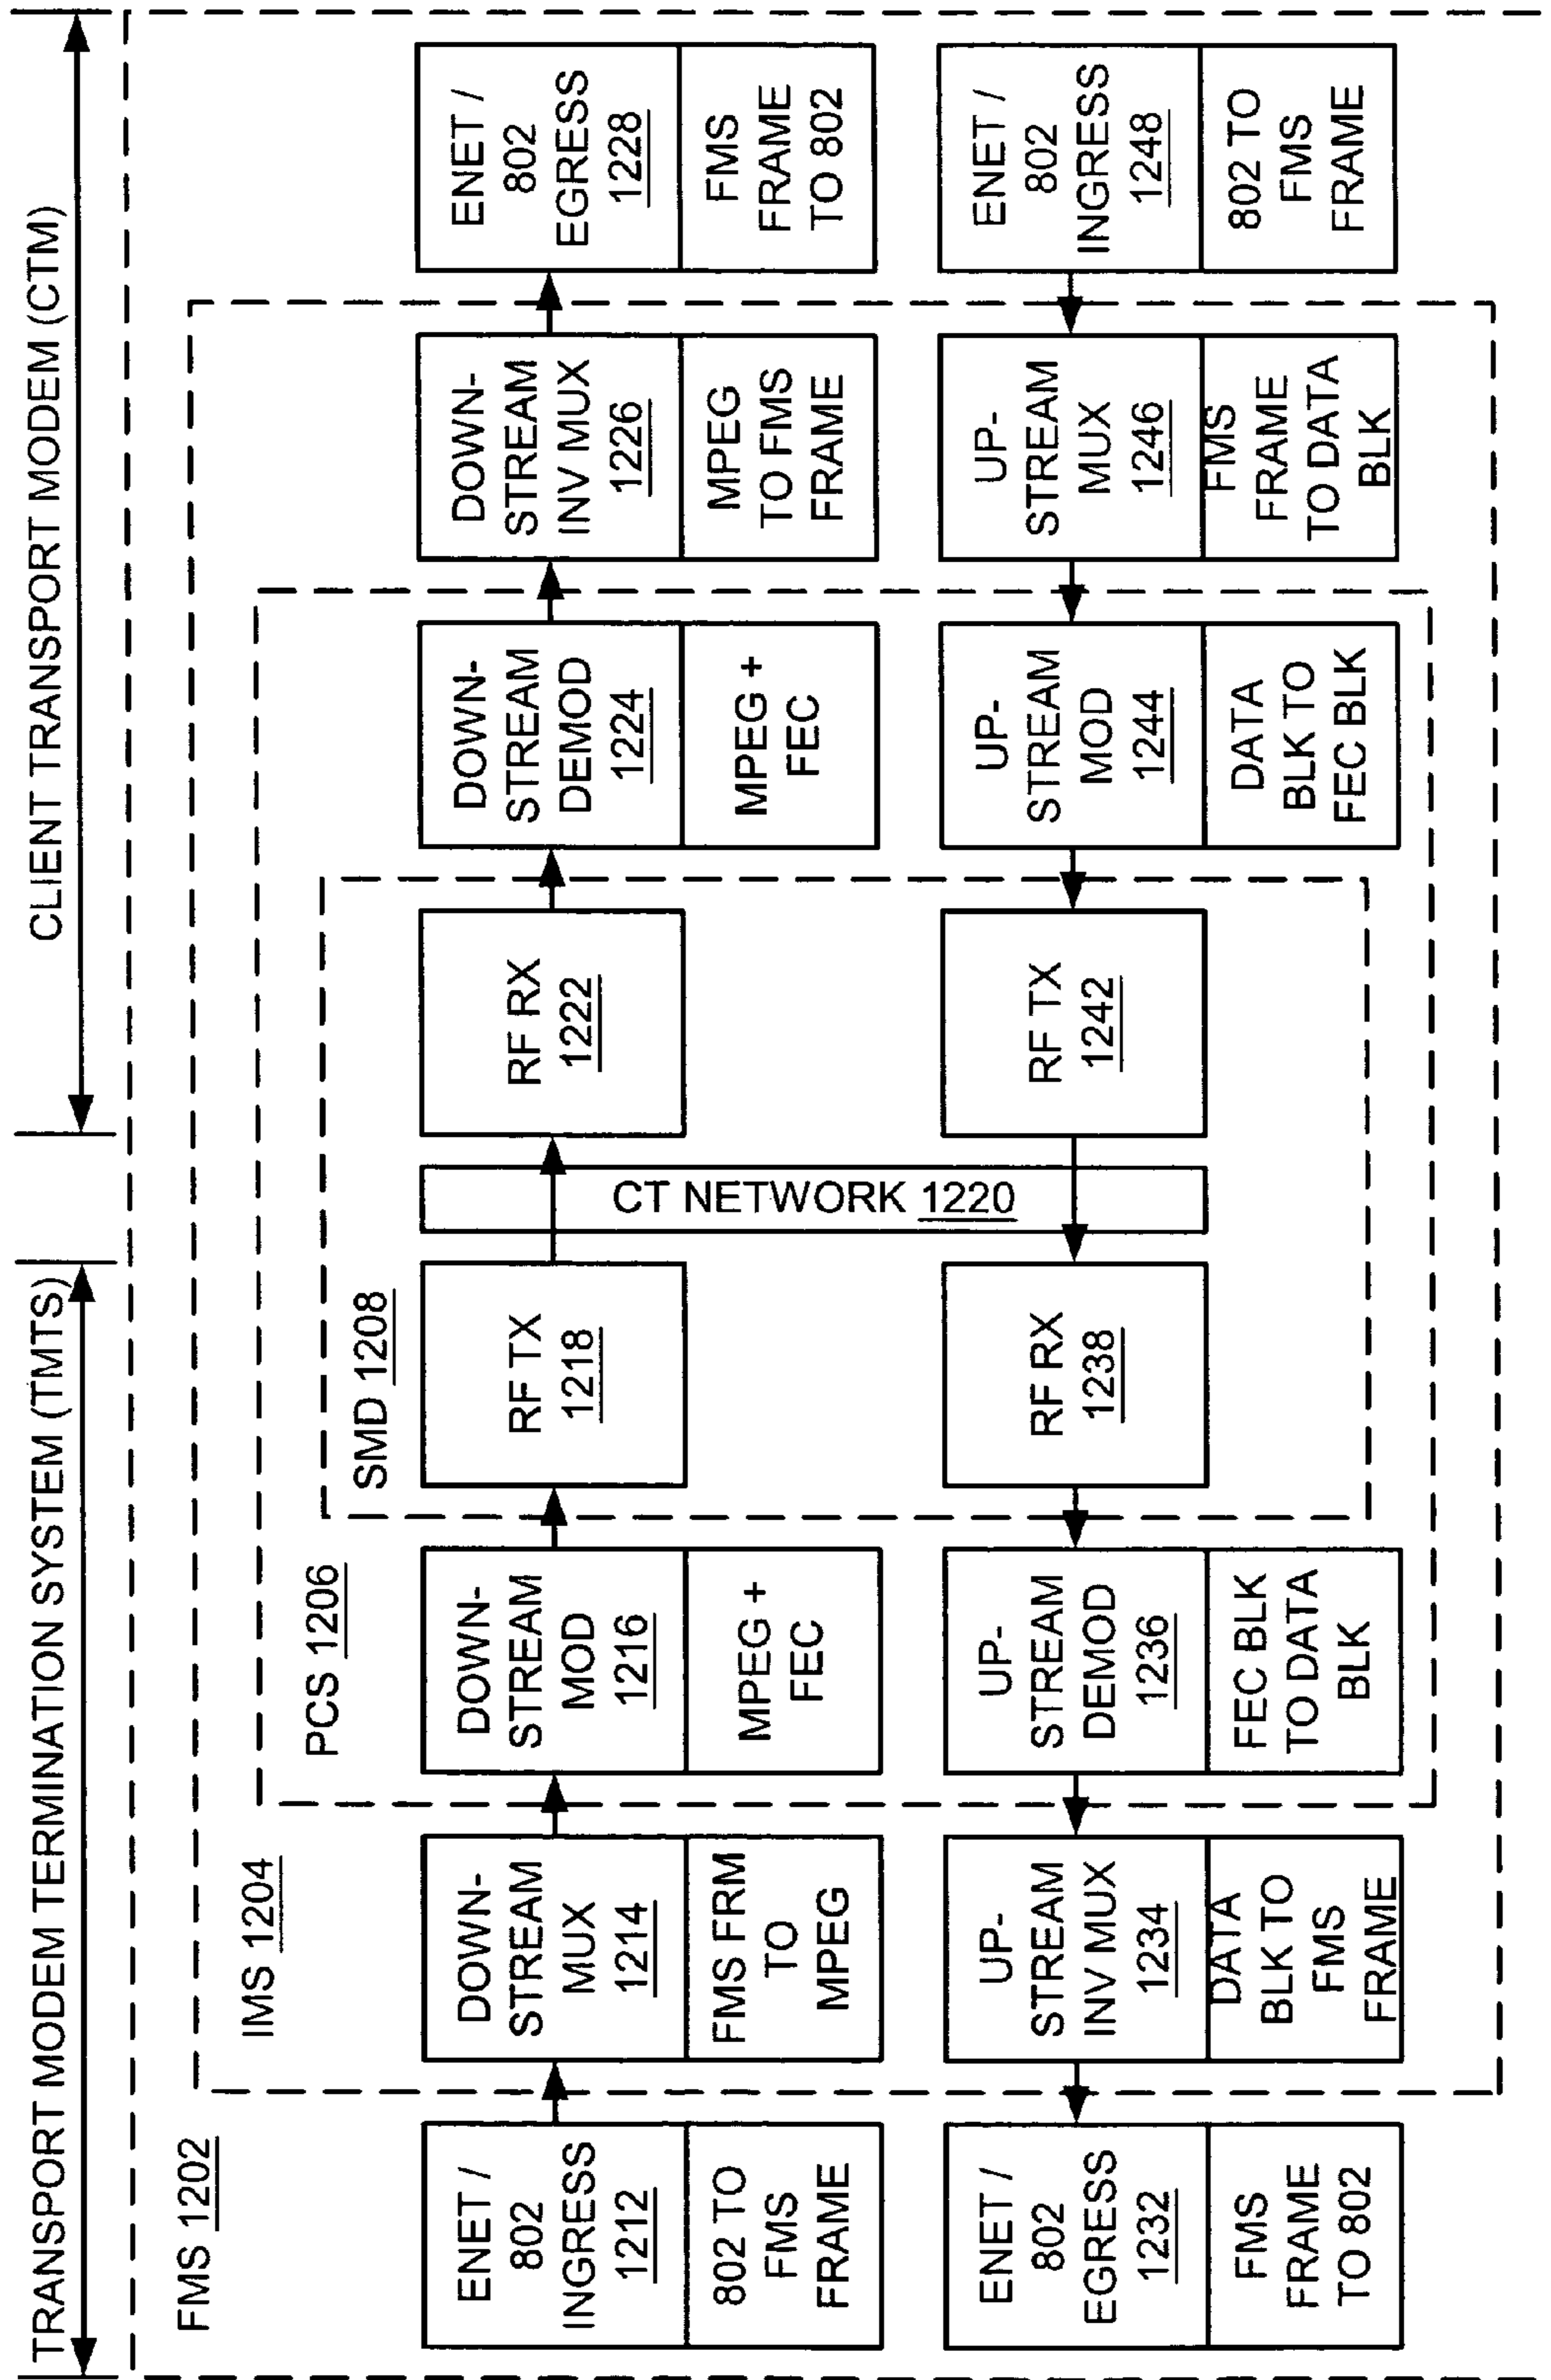 TRANSPORT MODEM TERMINATION SYSTEM (TMTS)
CLIENT TRANSPORT MODEM (CTM)
FMS 1202
IMS 1204
PCS 1206
SMD 1208
ENET /
802
INGRESS
1212
802 TO
FMS
FRAME
DOWN-
STREAM
MUX
1214
FMS FRM
TO
MPEG
DOWN-
STREAM
MOD
1216
MPEG +
FEC
RF TX
1218
CT NETWORK 1220
RF RX
1222
DOWN-
STREAM
DEMOD
1224
MPEG +
FEC
DOWN-
STREAM
INV MUX
1226
MPEG
TO FMS
FRAME
ENET /
802
EGRESS
1228
FMS
FRAME
TO 802
ENET /
802
EGRESS
1232
FMS
FRAME
TO 802
UP-
STREAM
INV MUX
1234
DATA
BLK TO
FMS
FRAME
UP-
STREAM
DEMOD
1236
FEC BLK
TO DATA
BLK
RF RX
1238
RF TX
1242
UP-
STREAM
MOD
1244
DATA
BLK TO
FEC BLK
UP-
STREAM
MUX
1246
FMS
FRAME
TO DATA
BLK
ENET /
802
INGRESS
1248
802 TO
FMS
FRAME